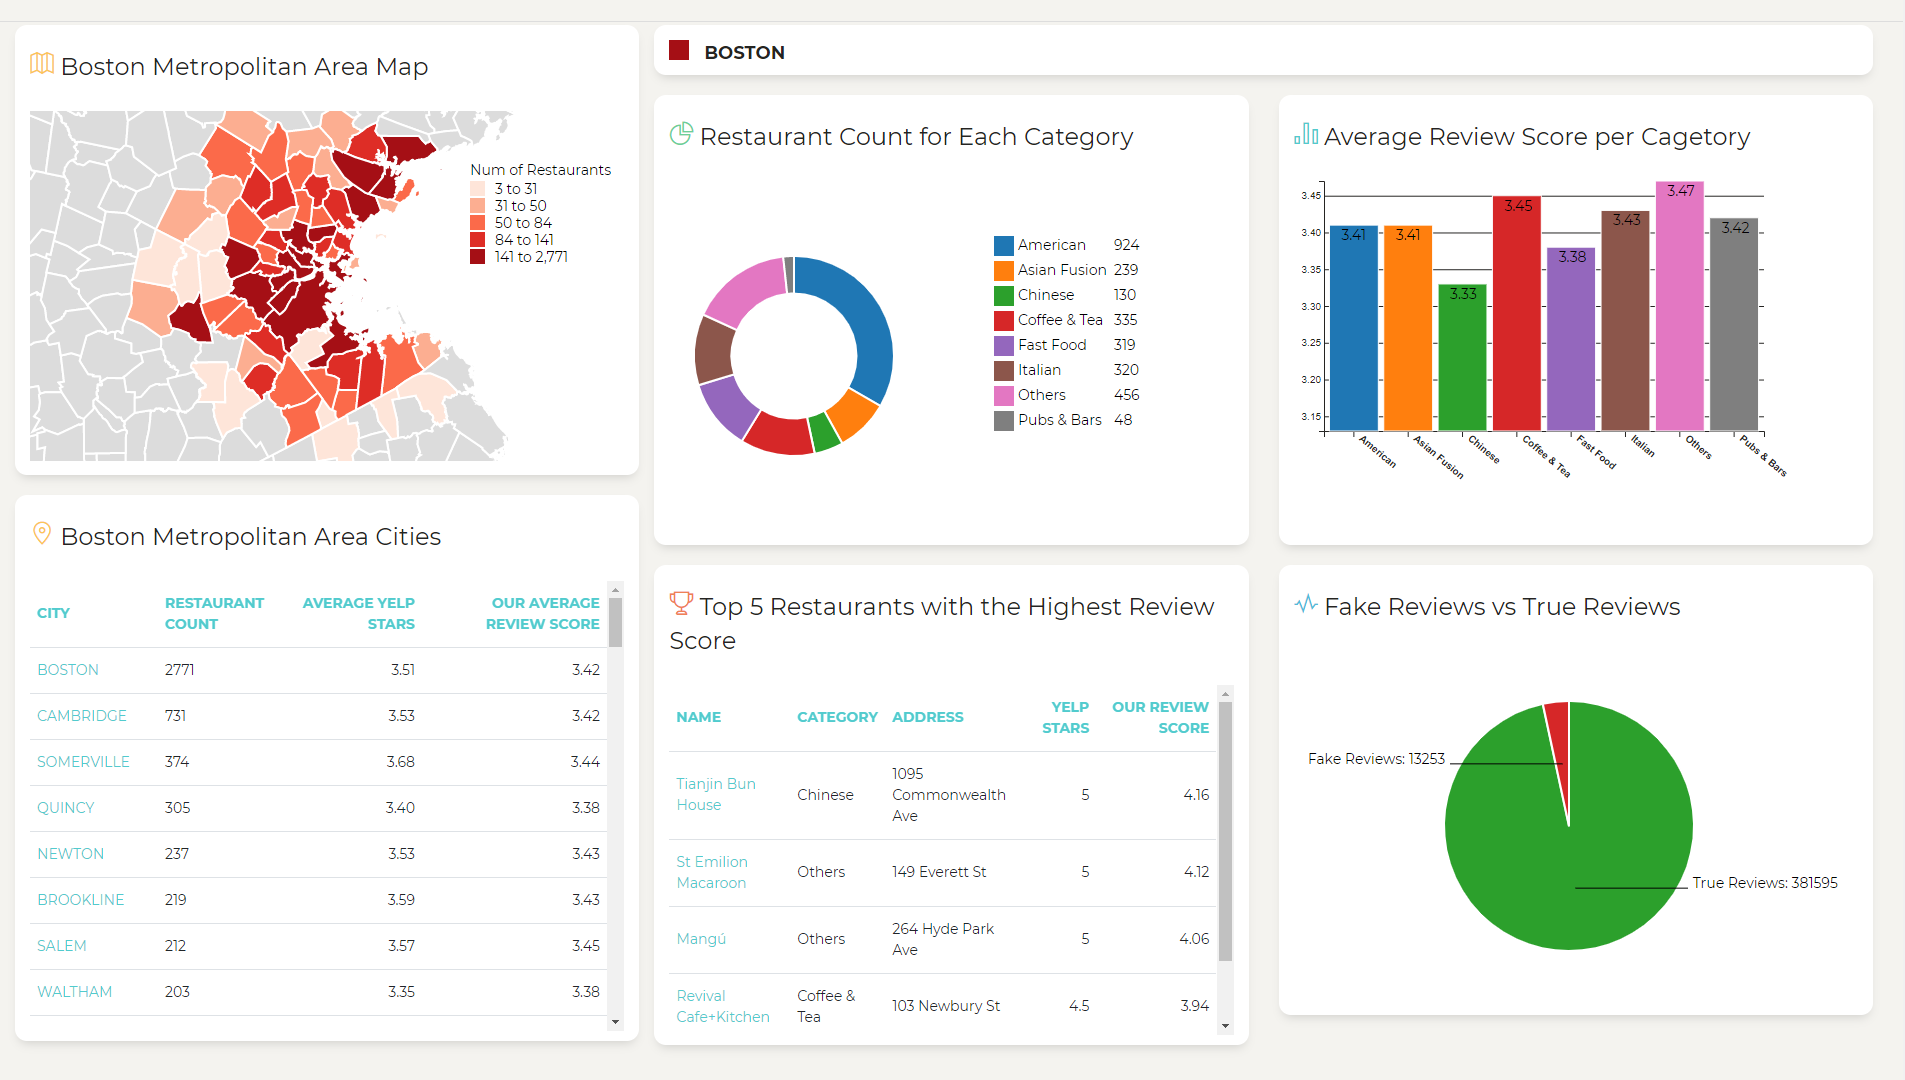 Boston Metropolitan Area Map
Num of Restaurants
3 to 31
31 to 50
50 to 84
84 to 141
141 to 2,771
Boston Metropolitan Area Cities
CITY RESTAURANT COUNT AVERAGE YELP STARS OUR AVERAGE REVIEW SCORE
BOSTON 2771 3.51 3.42
CAMBRIDGE 731 3.53 3.42
SOMERVILLE 374 3.68 3.44
QUINCY 305 3.40 3.38
NEWTON 237 3.53 3.43
BROOKLINE 219 3.59 3.43
SALEM 212 3.57 3.45
WALTHAM 203 3.35 3.38
BOSTON
Restaurant Count for Each Category
American 924
Asian Fusion 239
Chinese 130
Coffee & Tea 335
Fast Food 319
Italian 320
Others 456
Pubs & Bars 48
Average Review Score per Cagetory
3.45
3.40
3.35
3.30
3.25
3.20
3.15
3.41 3.41 3.33 3.45 3.38 3.43 3.47 3.42
American Asian Fusion Chinese Coffee & Tea Fast Food Italian Others Pubs & Bars
Top 5 Restaurants with the Highest Review
Score
NAME CATEGORY ADDRESS YELP STARS OUR REVIEW SCORE
Tianjin Bun House Chinese 1095 Commonwealth Ave 5 4.16
St Emilion Macaroon Others 149 Everett St 5 4.12
Mangú Others 264 Hyde Park Ave 5 4.06
Revival Cafe+Kitchen Coffee & Tea 103 Newbury St 4.5 3.94
Fake Reviews vs True Reviews
Fake Reviews: 13253
True Reviews: 381595